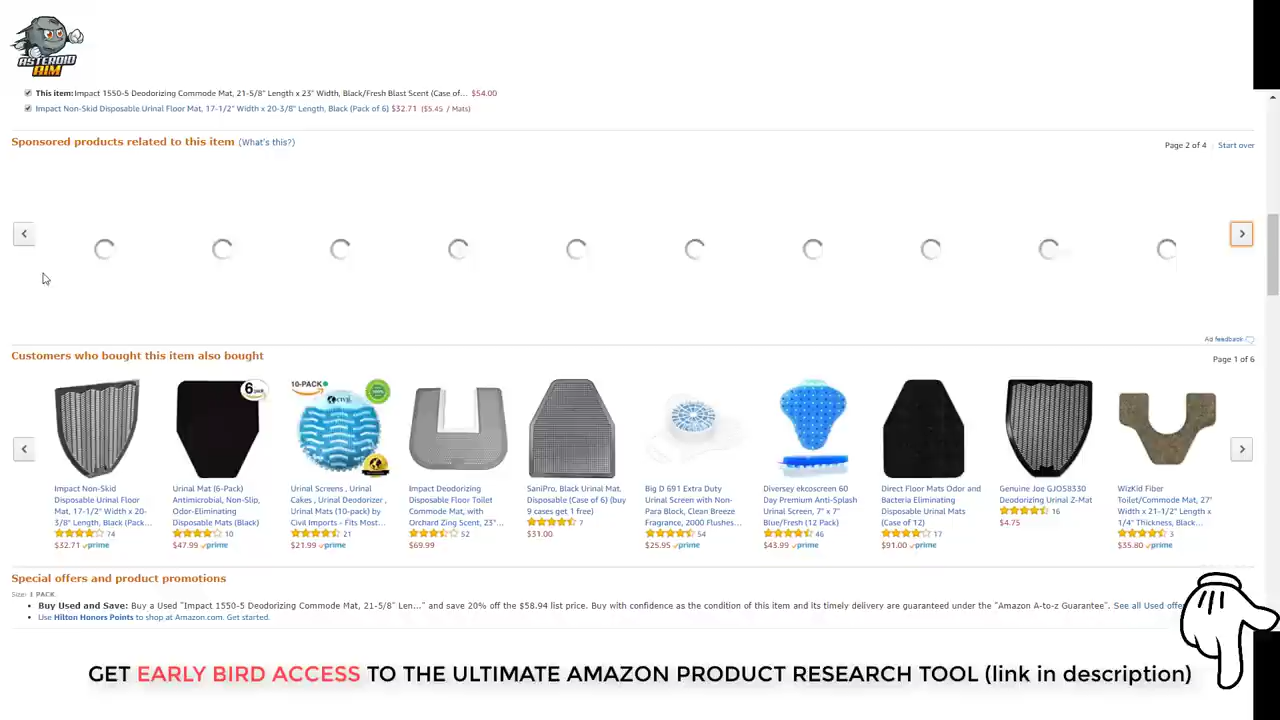 ASTEROID
AIM
This item: Impact 1550-5 Deodorizing Commode Mat, 21-5/8" Length x 23" Width, Black/Fresh Blast Scent (Case of... $54.00
Impact Non-Skid Disposable Urinal Floor Mat, 17-1/2" Width x 20-3/8" Length, Black (Pack of 6) $32.71 ($5.45 / Mats)
Sponsored products related to this item (What's this?)
Page 2 of 4 | Start over
Ad feedback
Customers who bought this item also bought
Page 1 of 6
6
pack
10-PACK
CIVIL
Impact Non-Skid
Disposable Urinal Floor
Mat, 17-1/2" Width x 20-
3/8" Length, Black (Pack...
74
$32.71 prime
Urinal Mat (6-Pack)
Antimicrobial, Non-Slip,
Odor-Eliminating
Disposable Mats (Black)
10
$47.99 prime
Urinal Screens , Urinal
Cakes , Urinal Deodorizer ,
Urinal Mats (10-pack) by
Civil Imports - Fits Most...
21
$21.99 prime
Impact Deodorizing
Disposable Floor Toilet
Commode Mat, with
Orchard Zing Scent, 23"...
52
$69.99
SaniPro, Black Urinal Mat,
Disposable (Case of 6) (buy
9 cases get 1 free)
7
$31.00
Big D 691 Extra Duty
Urinal Screen with Non-
Para Block, Clean Breeze
Fragrance, 2000 Flushes...
54
$25.95 prime
Diversey ekcoscreen 60
Day Premium Anti-Splash
Urinal Screen, 7" x 7"
Blue/Fresh (12 Pack)
46
$43.99 prime
Direct Floor Mats Odor and
Bacteria Eliminating
Disposable Urinal Mats
(Case of 12)
17
$91.00 prime
Genuine Joe GJO58330
Deodorizing Urinal Z-Mat
16
$4.75
WizKid Fiber
Toilet/Commode Mat, 27"
Width x 21-1/2" Length x
1/4" Thickness, Black...
3
$35.80 prime
Special offers and product promotions
Size: 1 PACK
Buy Used and Save: Buy a Used "Impact 1550-5 Deodorizing Commode Mat, 21-5/8" Len..." and save 20% off the $58.94 list price. Buy with confidence as the condition of this item and its timely delivery are guaranteed under the "Amazon A-to-z Guarantee". See all Used offe
Use Hilton Honors Points to shop at Amazon.com. Get started.
GET EARLY BIRD ACCESS TO THE ULTIMATE AMAZON PRODUCT RESEARCH TOOL (link in description)